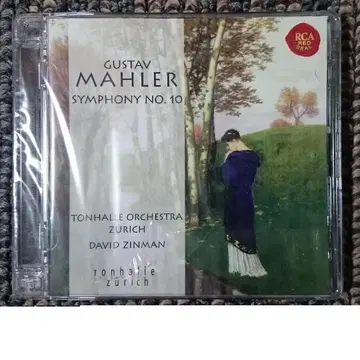 GUSTAV
MAHLER
SYMPHONY NO. 10
RCA
RED
SEAL
TONHALLE ORCHESTRA
ZURICH
DAVID ZINMAN
Tonhalle
zürich